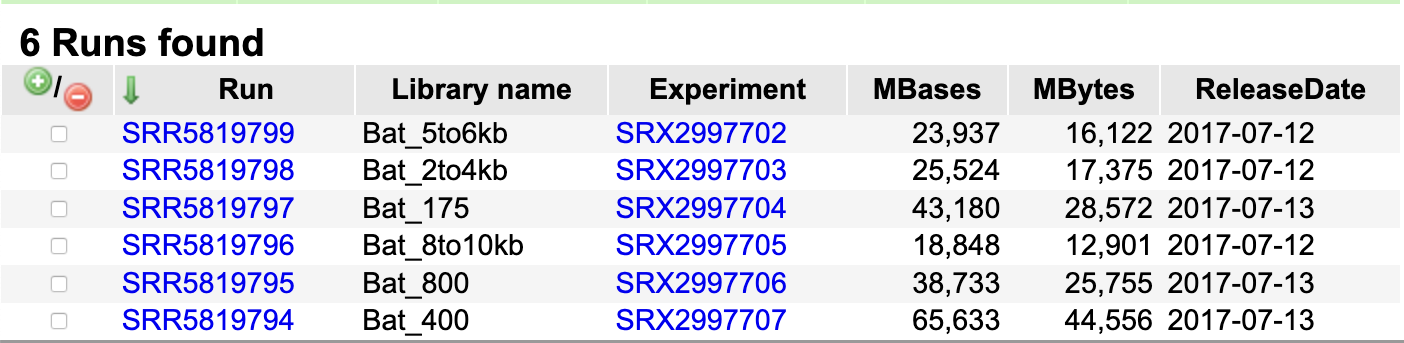 6 Runs found
/ Run Library name Experiment MBases MBytes ReleaseDate
SRR5819799 Bat_5to6kb SRX2997702 23,937 16,122 2017-07-12
SRR5819798 Bat_2to4kb SRX2997703 25,524 17,375 2017-07-12
SRR5819797 Bat_175 SRX2997704 43,180 28,572 2017-07-13
SRR5819796 Bat_8to10kb SRX2997705 18,848 12,901 2017-07-12
SRR5819795 Bat_800 SRX2997706 38,733 25,755 2017-07-13
SRR5819794 Bat_400 SRX2997707 65,633 44,556 2017-07-13